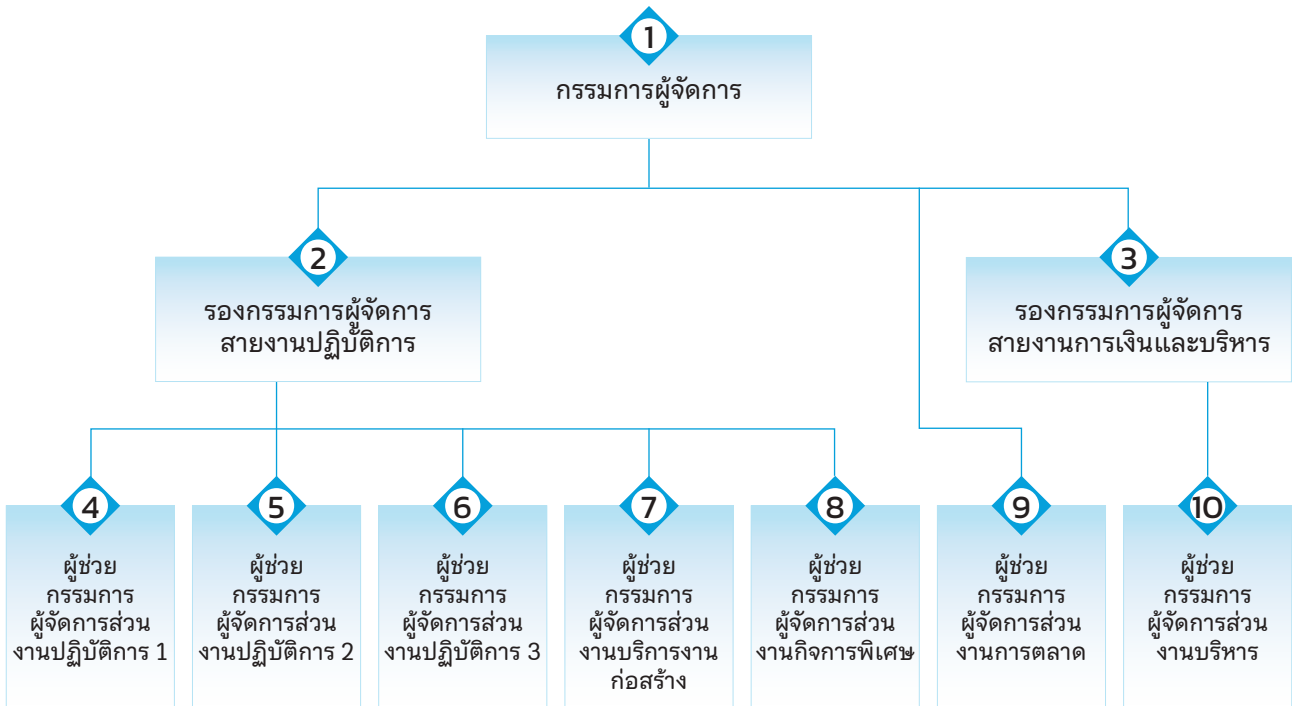 1
กรรมการผู้จัดการ
2
รองกรรมการผู้จัดการ
สายงานปฏิบัติการ
3
รองกรรมการผู้จัดการ
สายงานการเงินและบริหาร
4
ผู้ช่วย
กรรมการ
ผู้จัดการส่วน
งานปฏิบัติการ 1
5
ผู้ช่วย
กรรมการ
ผู้จัดการส่วน
งานปฏิบัติการ 2
6
ผู้ช่วย
กรรมการ
ผู้จัดการส่วน
งานปฏิบัติการ 3
7
ผู้ช่วย
กรรมการ
ผู้จัดการส่วน
งานบริการงาน
ก่อสร้าง
8
ผู้ช่วย
กรรมการ
ผู้จัดการส่วน
งานกิจการพิเศษ
9
ผู้ช่วย
กรรมการ
ผู้จัดการส่วน
งานการตลาด
10
ผู้ช่วย
กรรมการ
ผู้จัดการส่วน
งานบริหาร